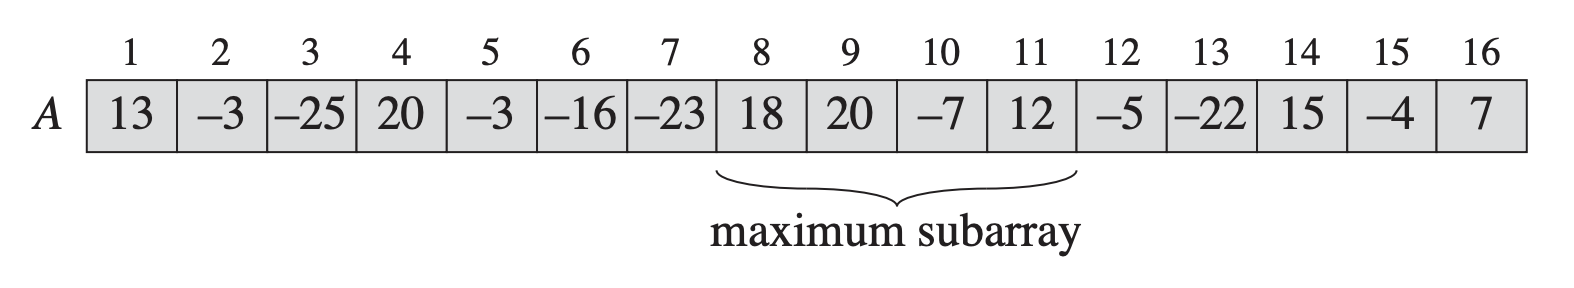 1 2 3 4 5 6 7 8 9 10 11 12 13 14 15 16
A 13 –3 –25 20 –3 –16 –23 18 20 –7 12 –5 –22 15 –4 7
maximum subarray